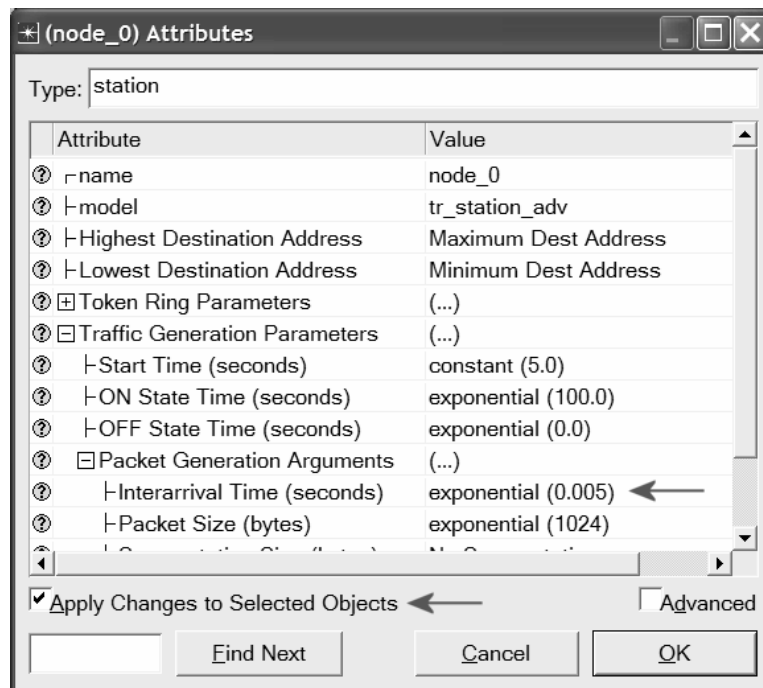 (node_0) Attributes
Type: station
Attribute Value
name node_0
model tr_station_adv
Highest Destination Address Maximum Dest Address
Lowest Destination Address Minimum Dest Address
Token Ring Parameters (...)
Traffic Generation Parameters (...)
Start Time (seconds) constant (5.0)
ON State Time (seconds) exponential (100.0)
OFF State Time (seconds) exponential (0.0)
Packet Generation Arguments (...)
Interarrival Time (seconds) exponential (0.005)
Packet Size (bytes) exponential (1024)
Apply Changes to Selected Objects Advanced
Find Next Cancel OK